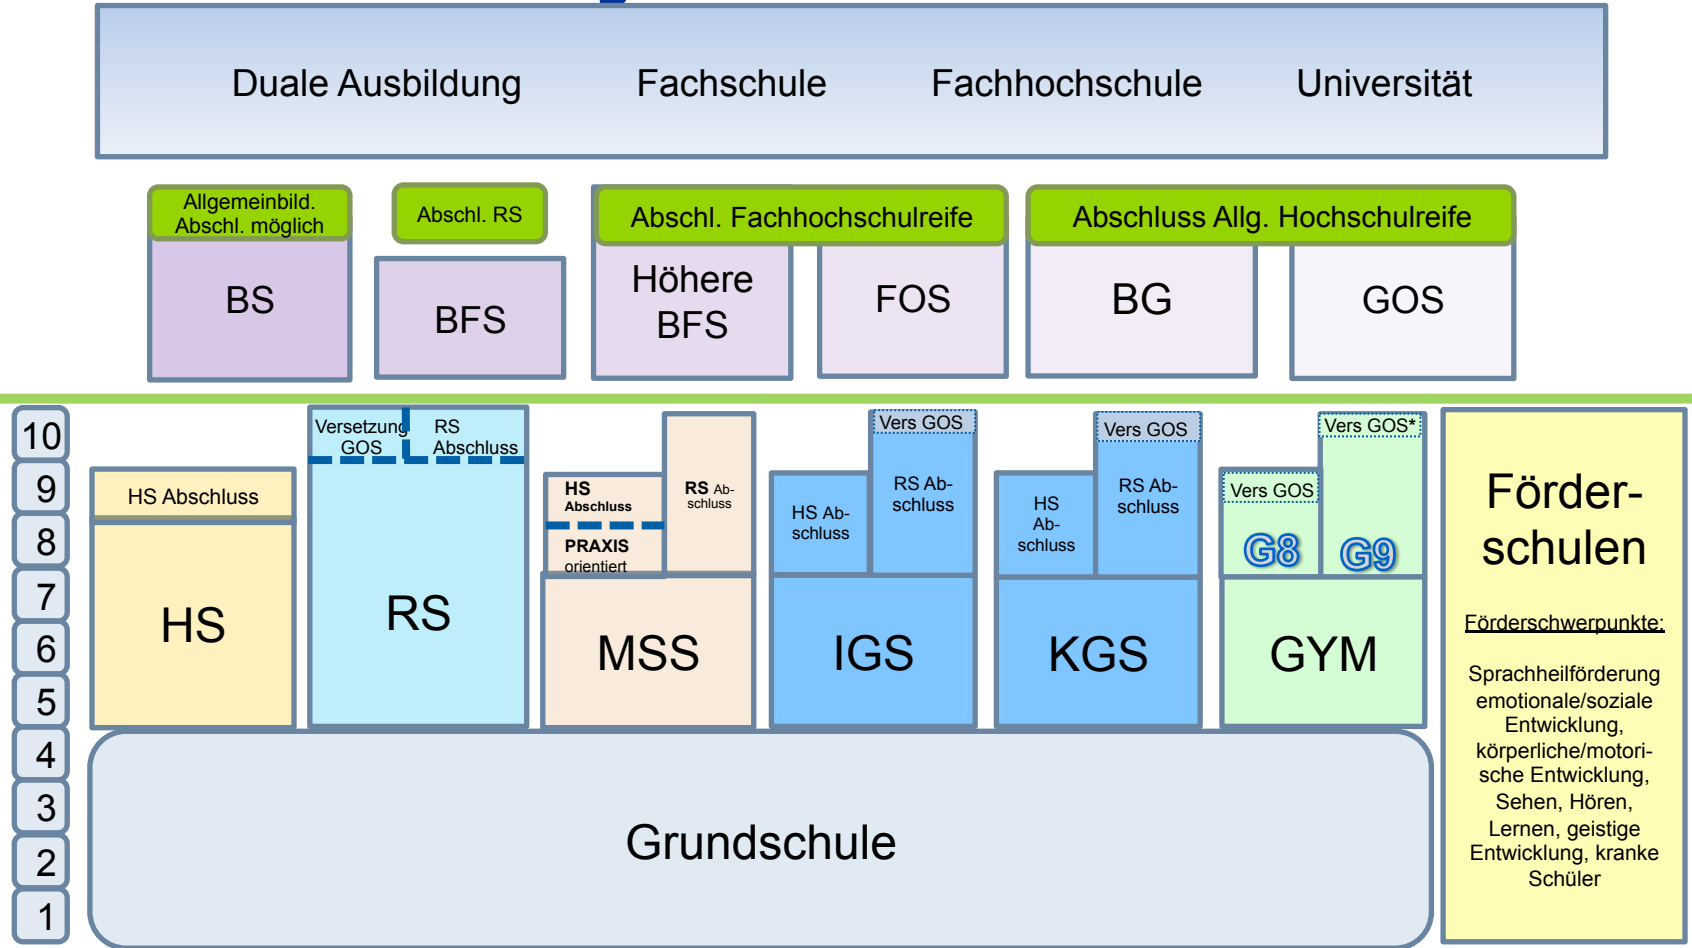 Duale Ausbildung Fachschule Fachhochschule Universität
Allgemeinbild.
Abschl. möglich
Abschl. RS
Abschl. Fachhochschulreife
Abschluss Allg. Hochschulreife
BS
BFS
Höhere
BFS
FOS
BG
GOS
10
9
8
7
6
5
4
3
2
1
HS Abschluss
HS
Versetzung
GOS
RS
Abschluss
RS
HS
Abschluss
PRAXIS
orientiert
RS Ab-
schluss
MSS
HS Ab-
schluss
Vers GOS
RS Ab-
schluss
IGS
HS
Ab-
schluss
Vers GOS
RS Ab-
schluss
KGS
Vers GOS
G8
Vers GOS*
G9
GYM
Grundschule
Förder-
schulen
Förderschwerpunkte:
Sprachheilförderung
emotionale/soziale
Entwicklung,
körperliche/motori-
sche Entwicklung,
Sehen, Hören,
Lernen, geistige
Entwicklung, kranke
Schüler